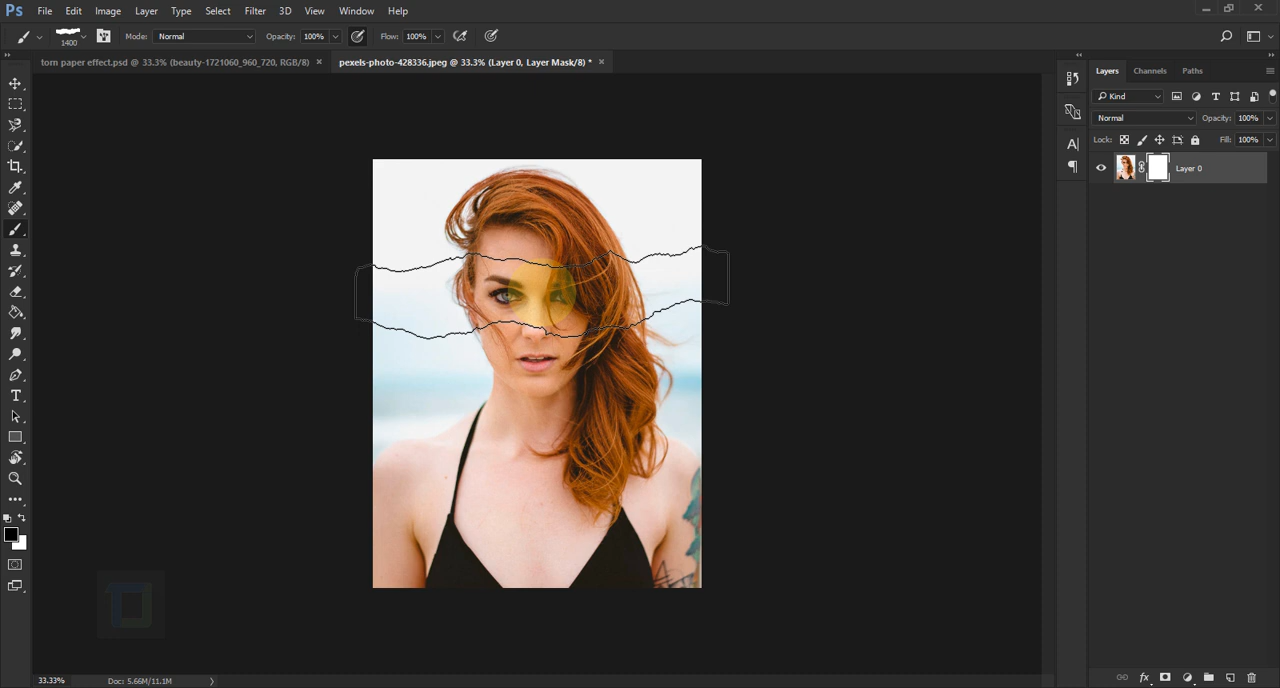 Ps File Edit Image Layer Type Select Filter 3D View Window Help
1400 Mode: Normal Opacity: 100% Flow: 100%
torn paper effect.psd @ 33.3% (beauty-1721060_960_720, RGB/8) × pexels-photo-428336.jpeg @ 33.3% (Layer 0, Layer Mask/8) * ×
Layers Channels Paths
Kind
Normal Opacity: 100%
Lock: Fill: 100%
Layer 0
33.33% Doc: 5.66M/11.1M